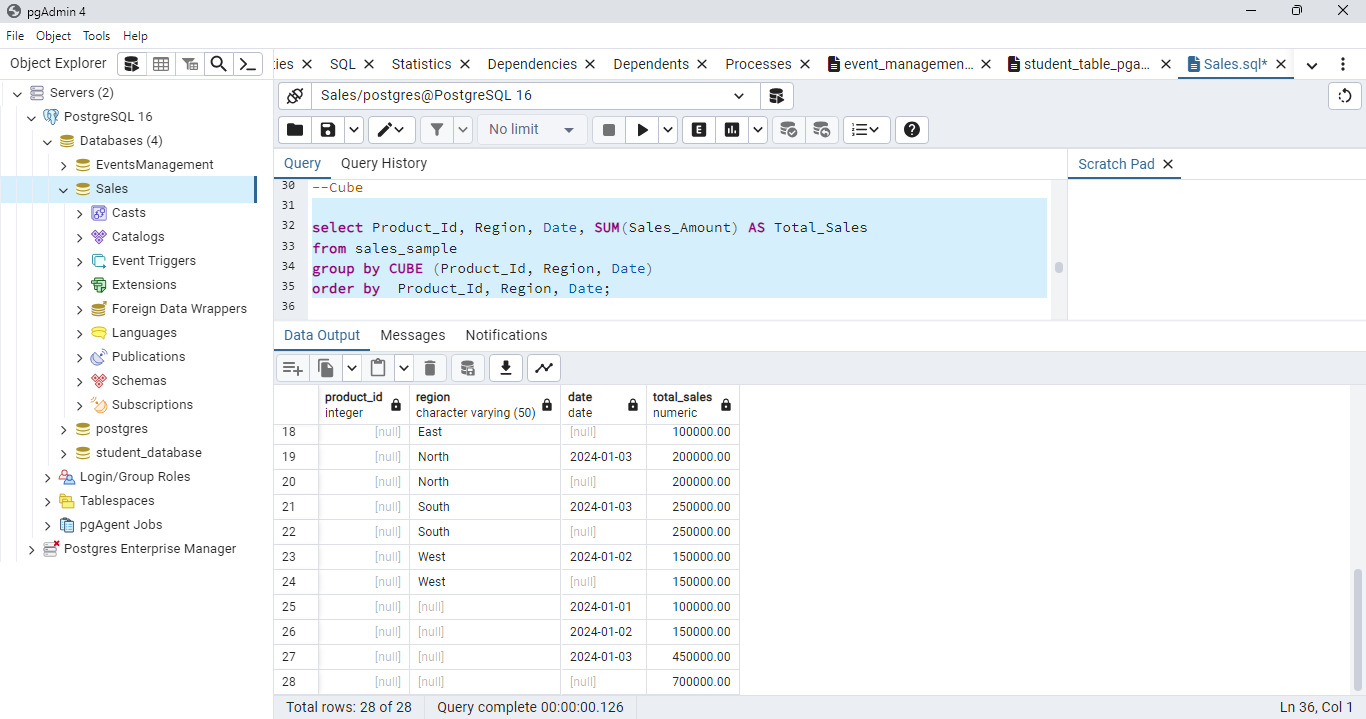 pgAdmin 4
File Object Tools Help
Object Explorer
ties SQL Statistics Dependencies Dependents Processes event_managemen... student_table_pga... Sales.sql*
Servers (2)
PostgreSQL 16
Databases (4)
EventsManagement
Sales
Casts
Catalogs
Event Triggers
Extensions
Foreign Data Wrappers
Languages
Publications
Schemas
Subscriptions
postgres
student_database
Login/Group Roles
Tablespaces
pgAgent Jobs
Postgres Enterprise Manager
Sales/postgres@PostgreSQL 16
No limit E
Query Query History
Scratch Pad
30 --Cube
31
32 select Product_Id, Region, Date, SUM(Sales_Amount) AS Total_Sales
33 from sales_sample
34 group by CUBE (Product_Id, Region, Date)
35 order by  Product_Id, Region, Date;
36
Data Output Messages Notifications
product_id region date total_sales
integer character varying (50) date numeric
18 [null] East [null] 100000.00
19 [null] North 2024-01-03 200000.00
20 [null] North [null] 200000.00
21 [null] South 2024-01-03 250000.00
22 [null] South [null] 250000.00
23 [null] West 2024-01-02 150000.00
24 [null] West [null] 150000.00
25 [null] [null] 2024-01-01 100000.00
26 [null] [null] 2024-01-02 150000.00
27 [null] [null] 2024-01-03 450000.00
28 [null] [null] [null] 700000.00
Total rows: 28 of 28 Query complete 00:00:00.126 Ln 36, Col 1